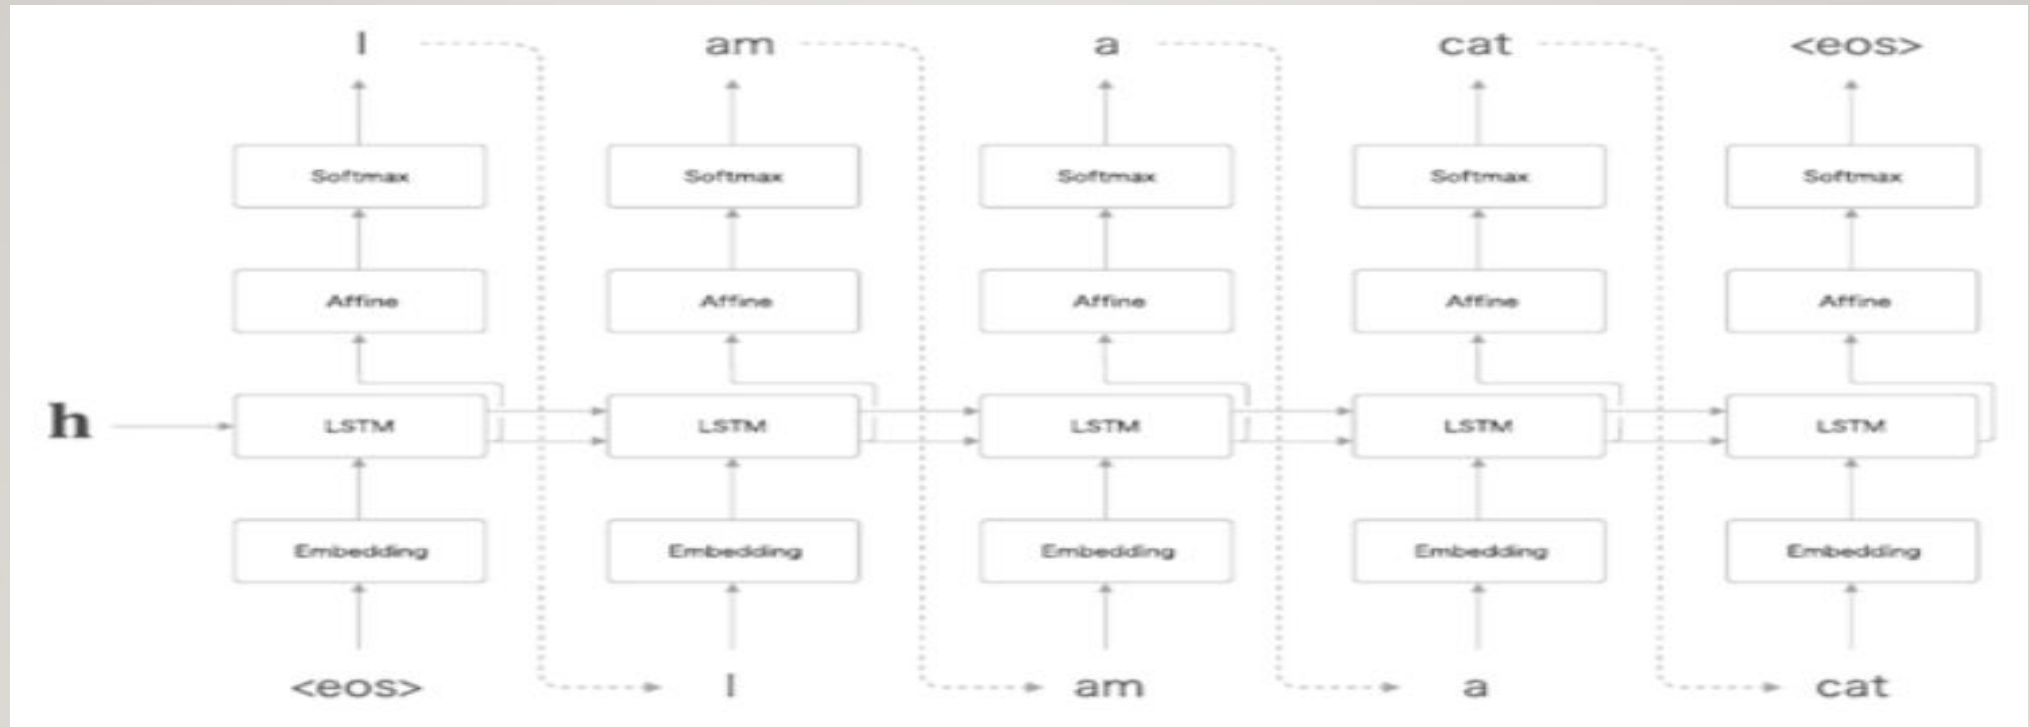 I am a cat <eos>
Softmax Softmax Softmax Softmax Softmax
Affine Affine Affine Affine Affine
h LSTM LSTM LSTM LSTM LSTM
Embedding Embedding Embedding Embedding Embedding
<eos> I am a cat